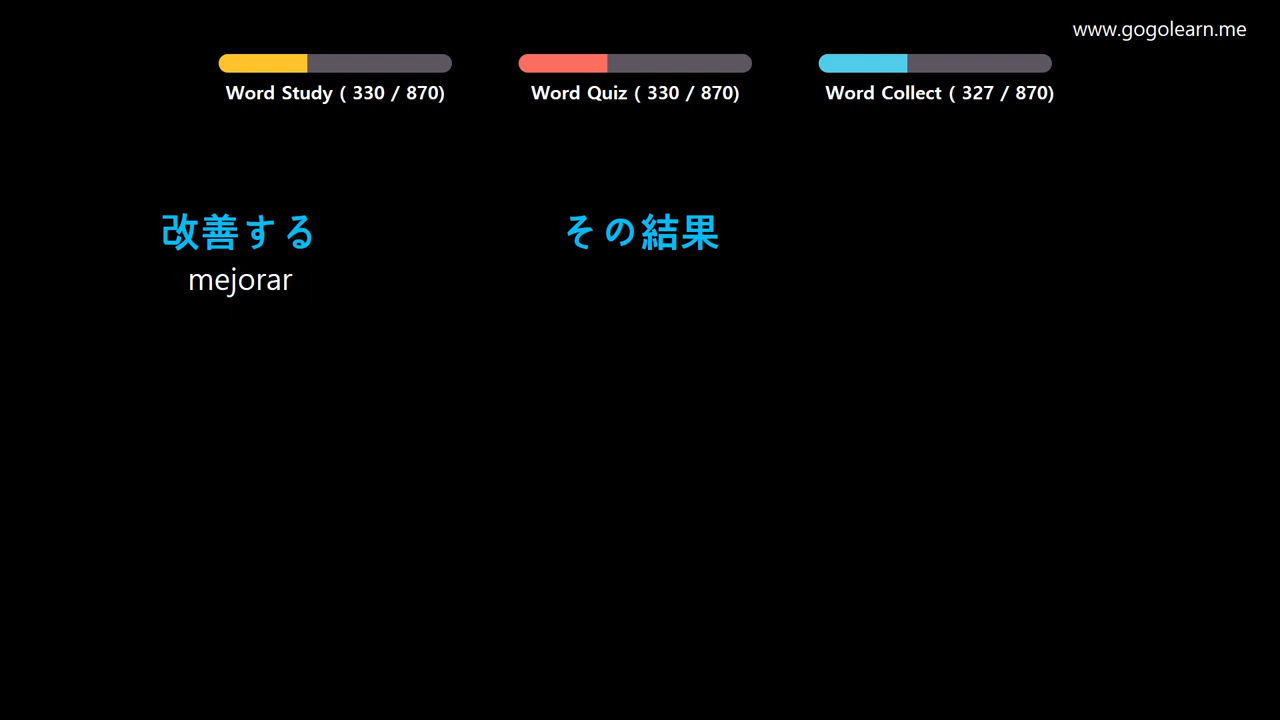 www.gogolearn.me
Word Study ( 330 / 870)
Word Quiz ( 330 / 870)
Word Collect ( 327 / 870)
改善する
mejorar
その結果